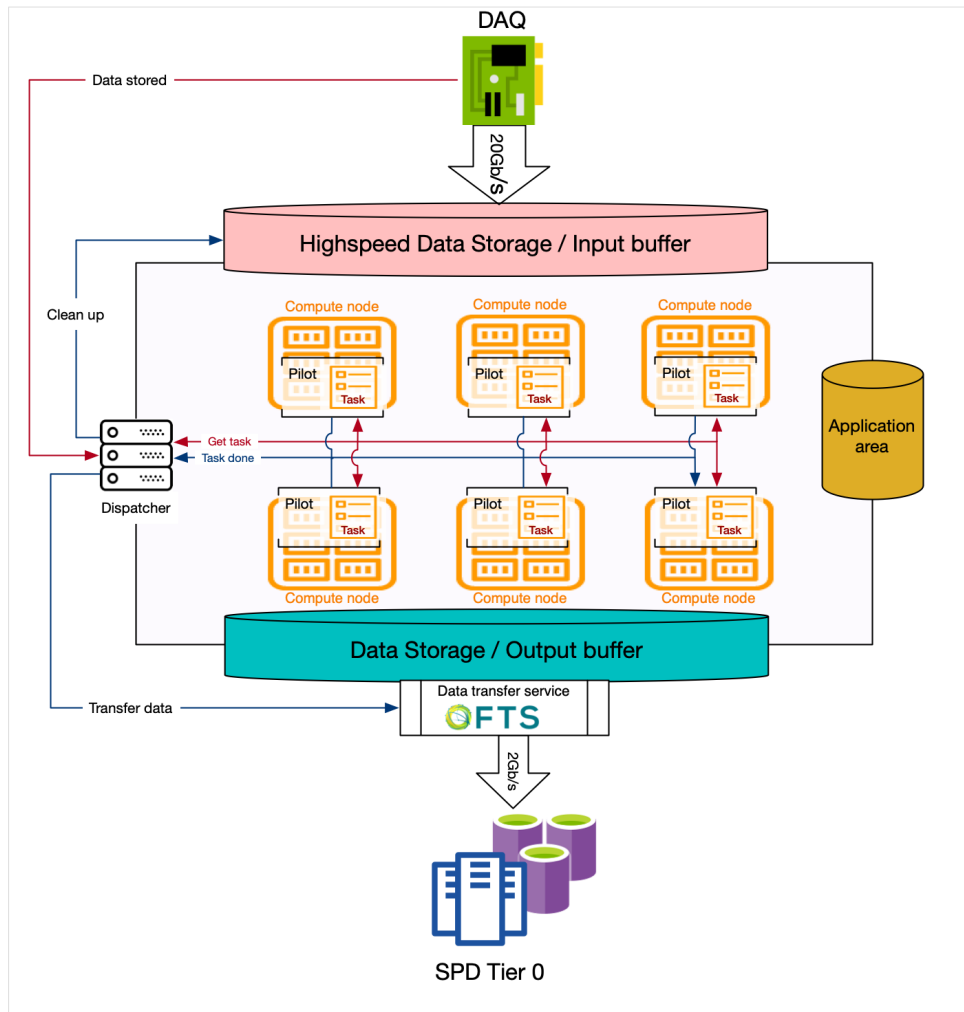 DAQ
Data stored
20Gb/s
Highspeed Data Storage / Input buffer
Clean up
Compute node
Compute node
Compute node
Pilot
Task
Pilot
Task
Pilot
Task
Application
area
Get task
Task done
Dispatcher
Pilot
Task
Pilot
Task
Pilot
Task
Compute node
Compute node
Compute node
Data Storage / Output buffer
Data transfer service
FTS
Transfer data
2Gb/s
SPD Tier 0